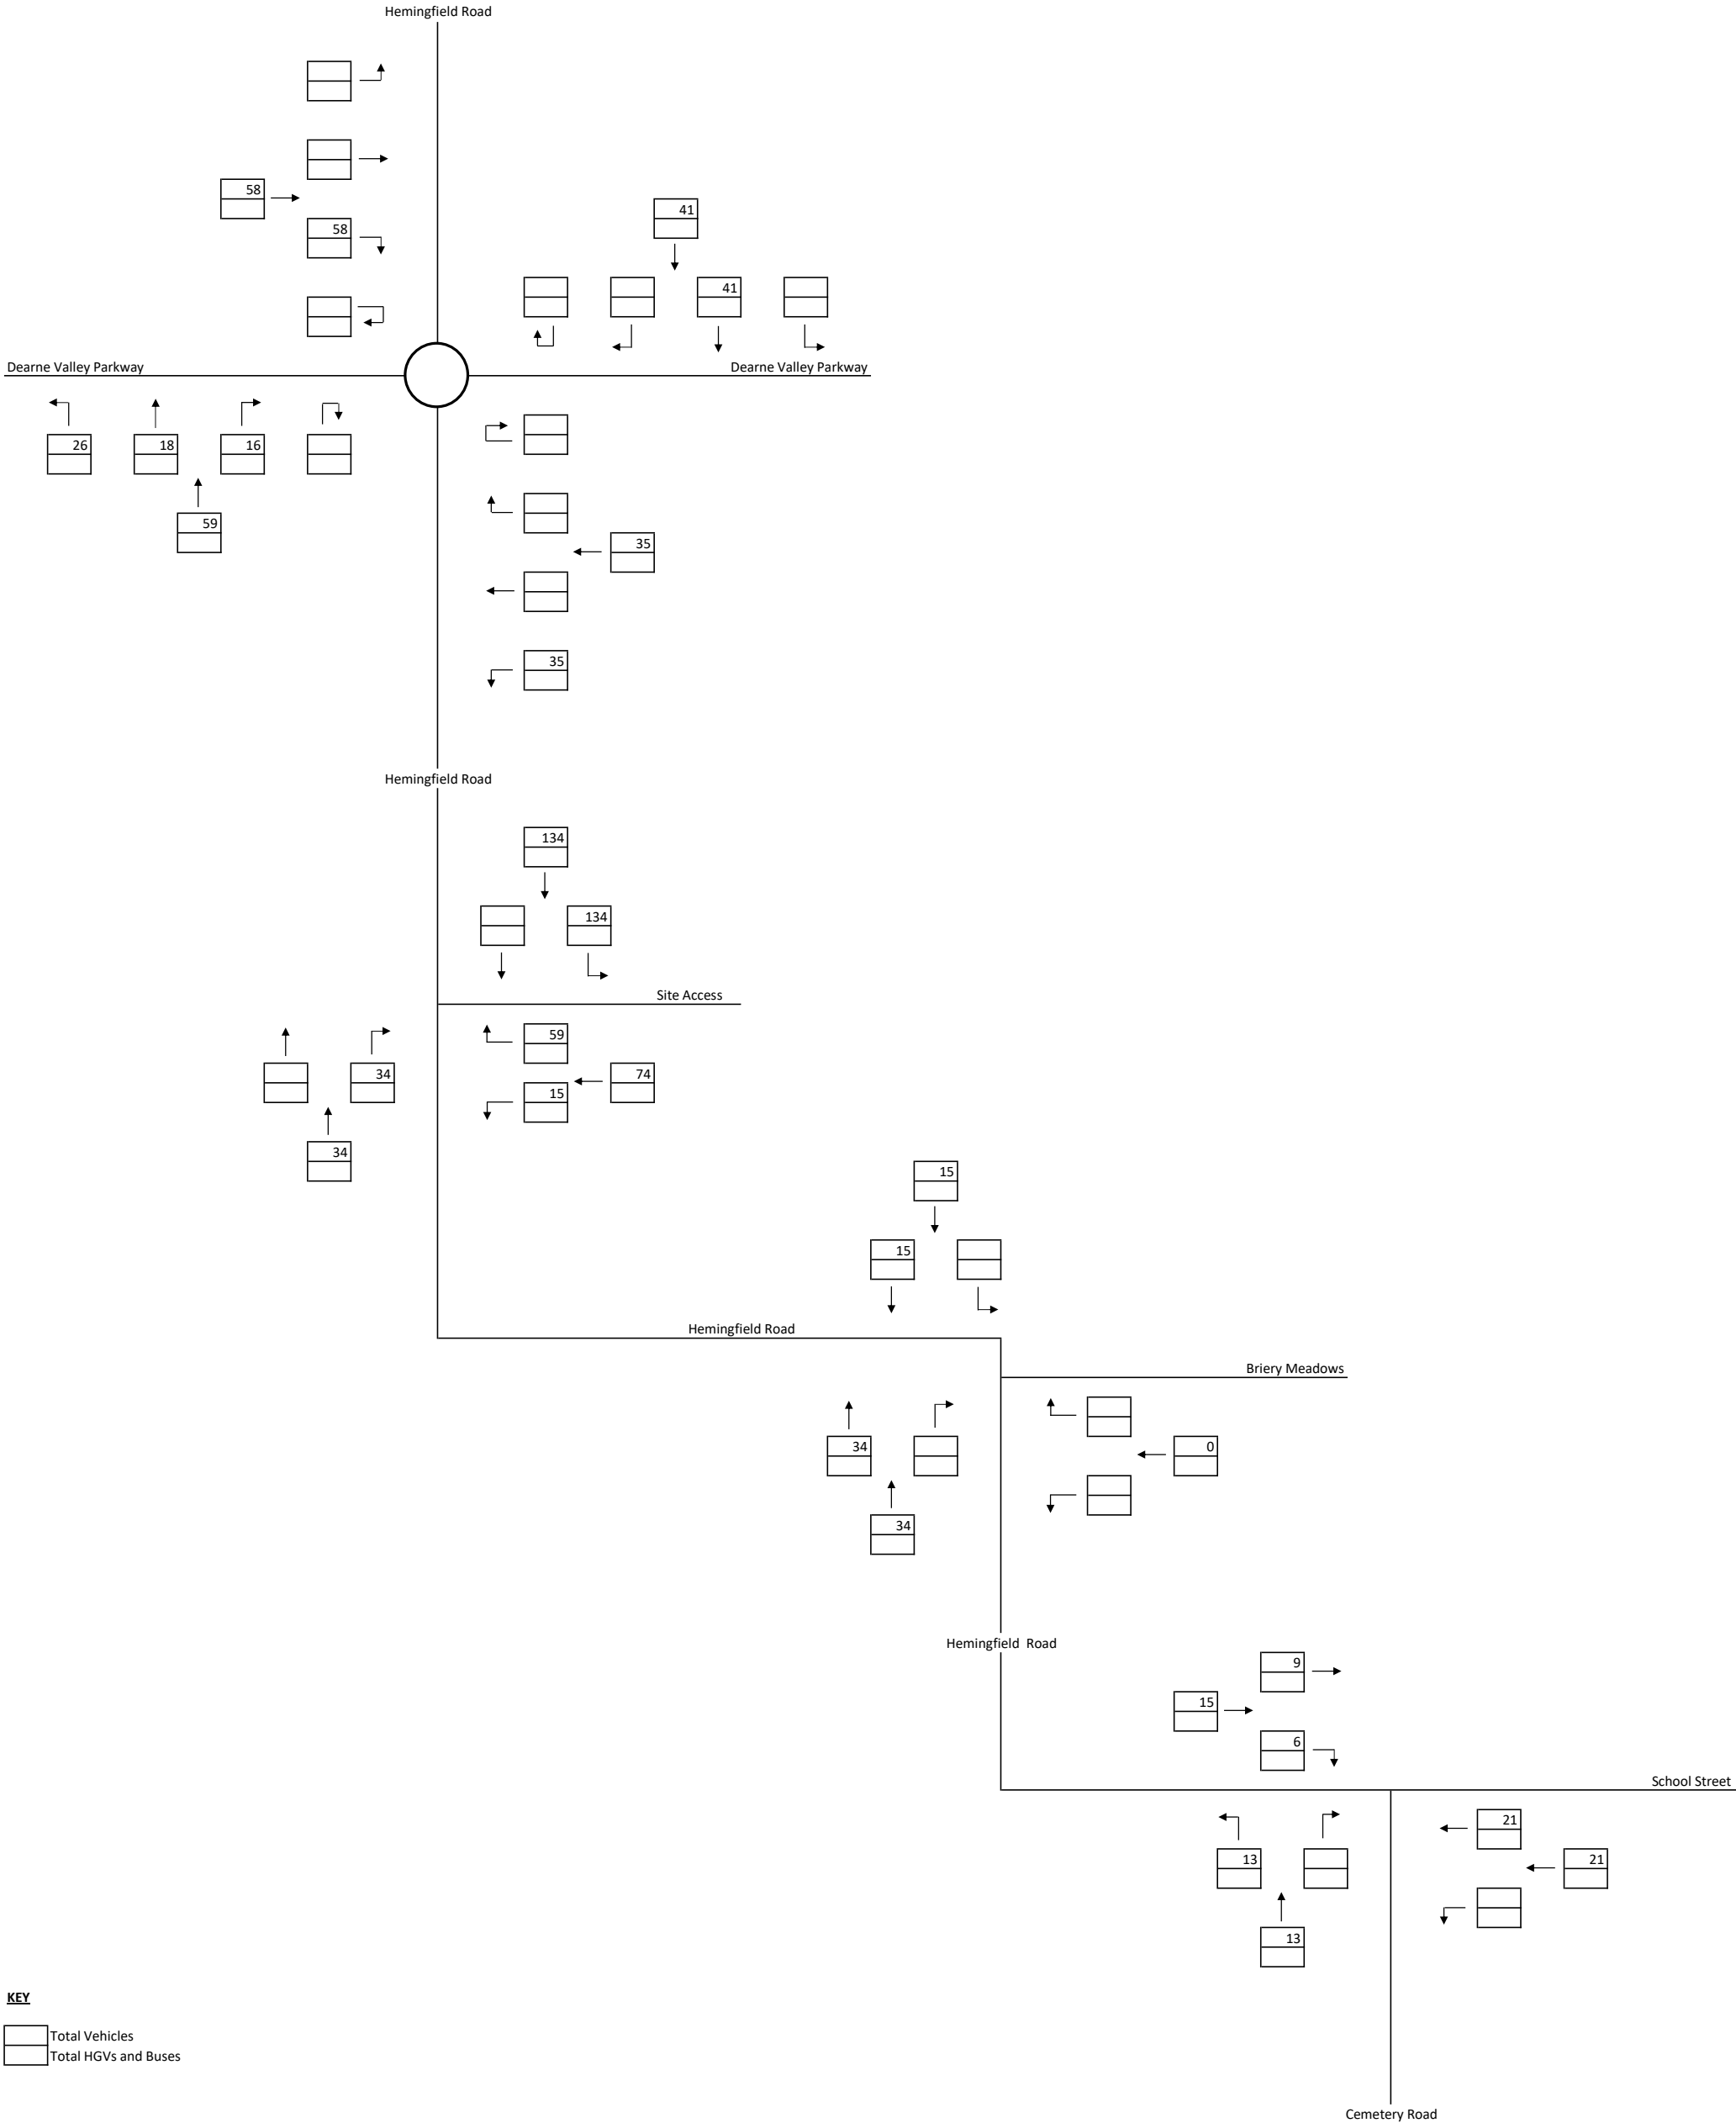 Hemingfield Road
58
41
58
41
Dearne Valley Parkway
Dearne Valley Parkway
26
18
16
59
35
35
Hemingfield Road
134
134
Site Access
59
34
74
15
34
15
15
Hemingfield Road
Briery Meadows
34
0
34
Hemingfield Road
9
15
6
School Street
21
13
21
13
KEY
Total Vehicles
Total HGVs and Buses
Cemetery Road